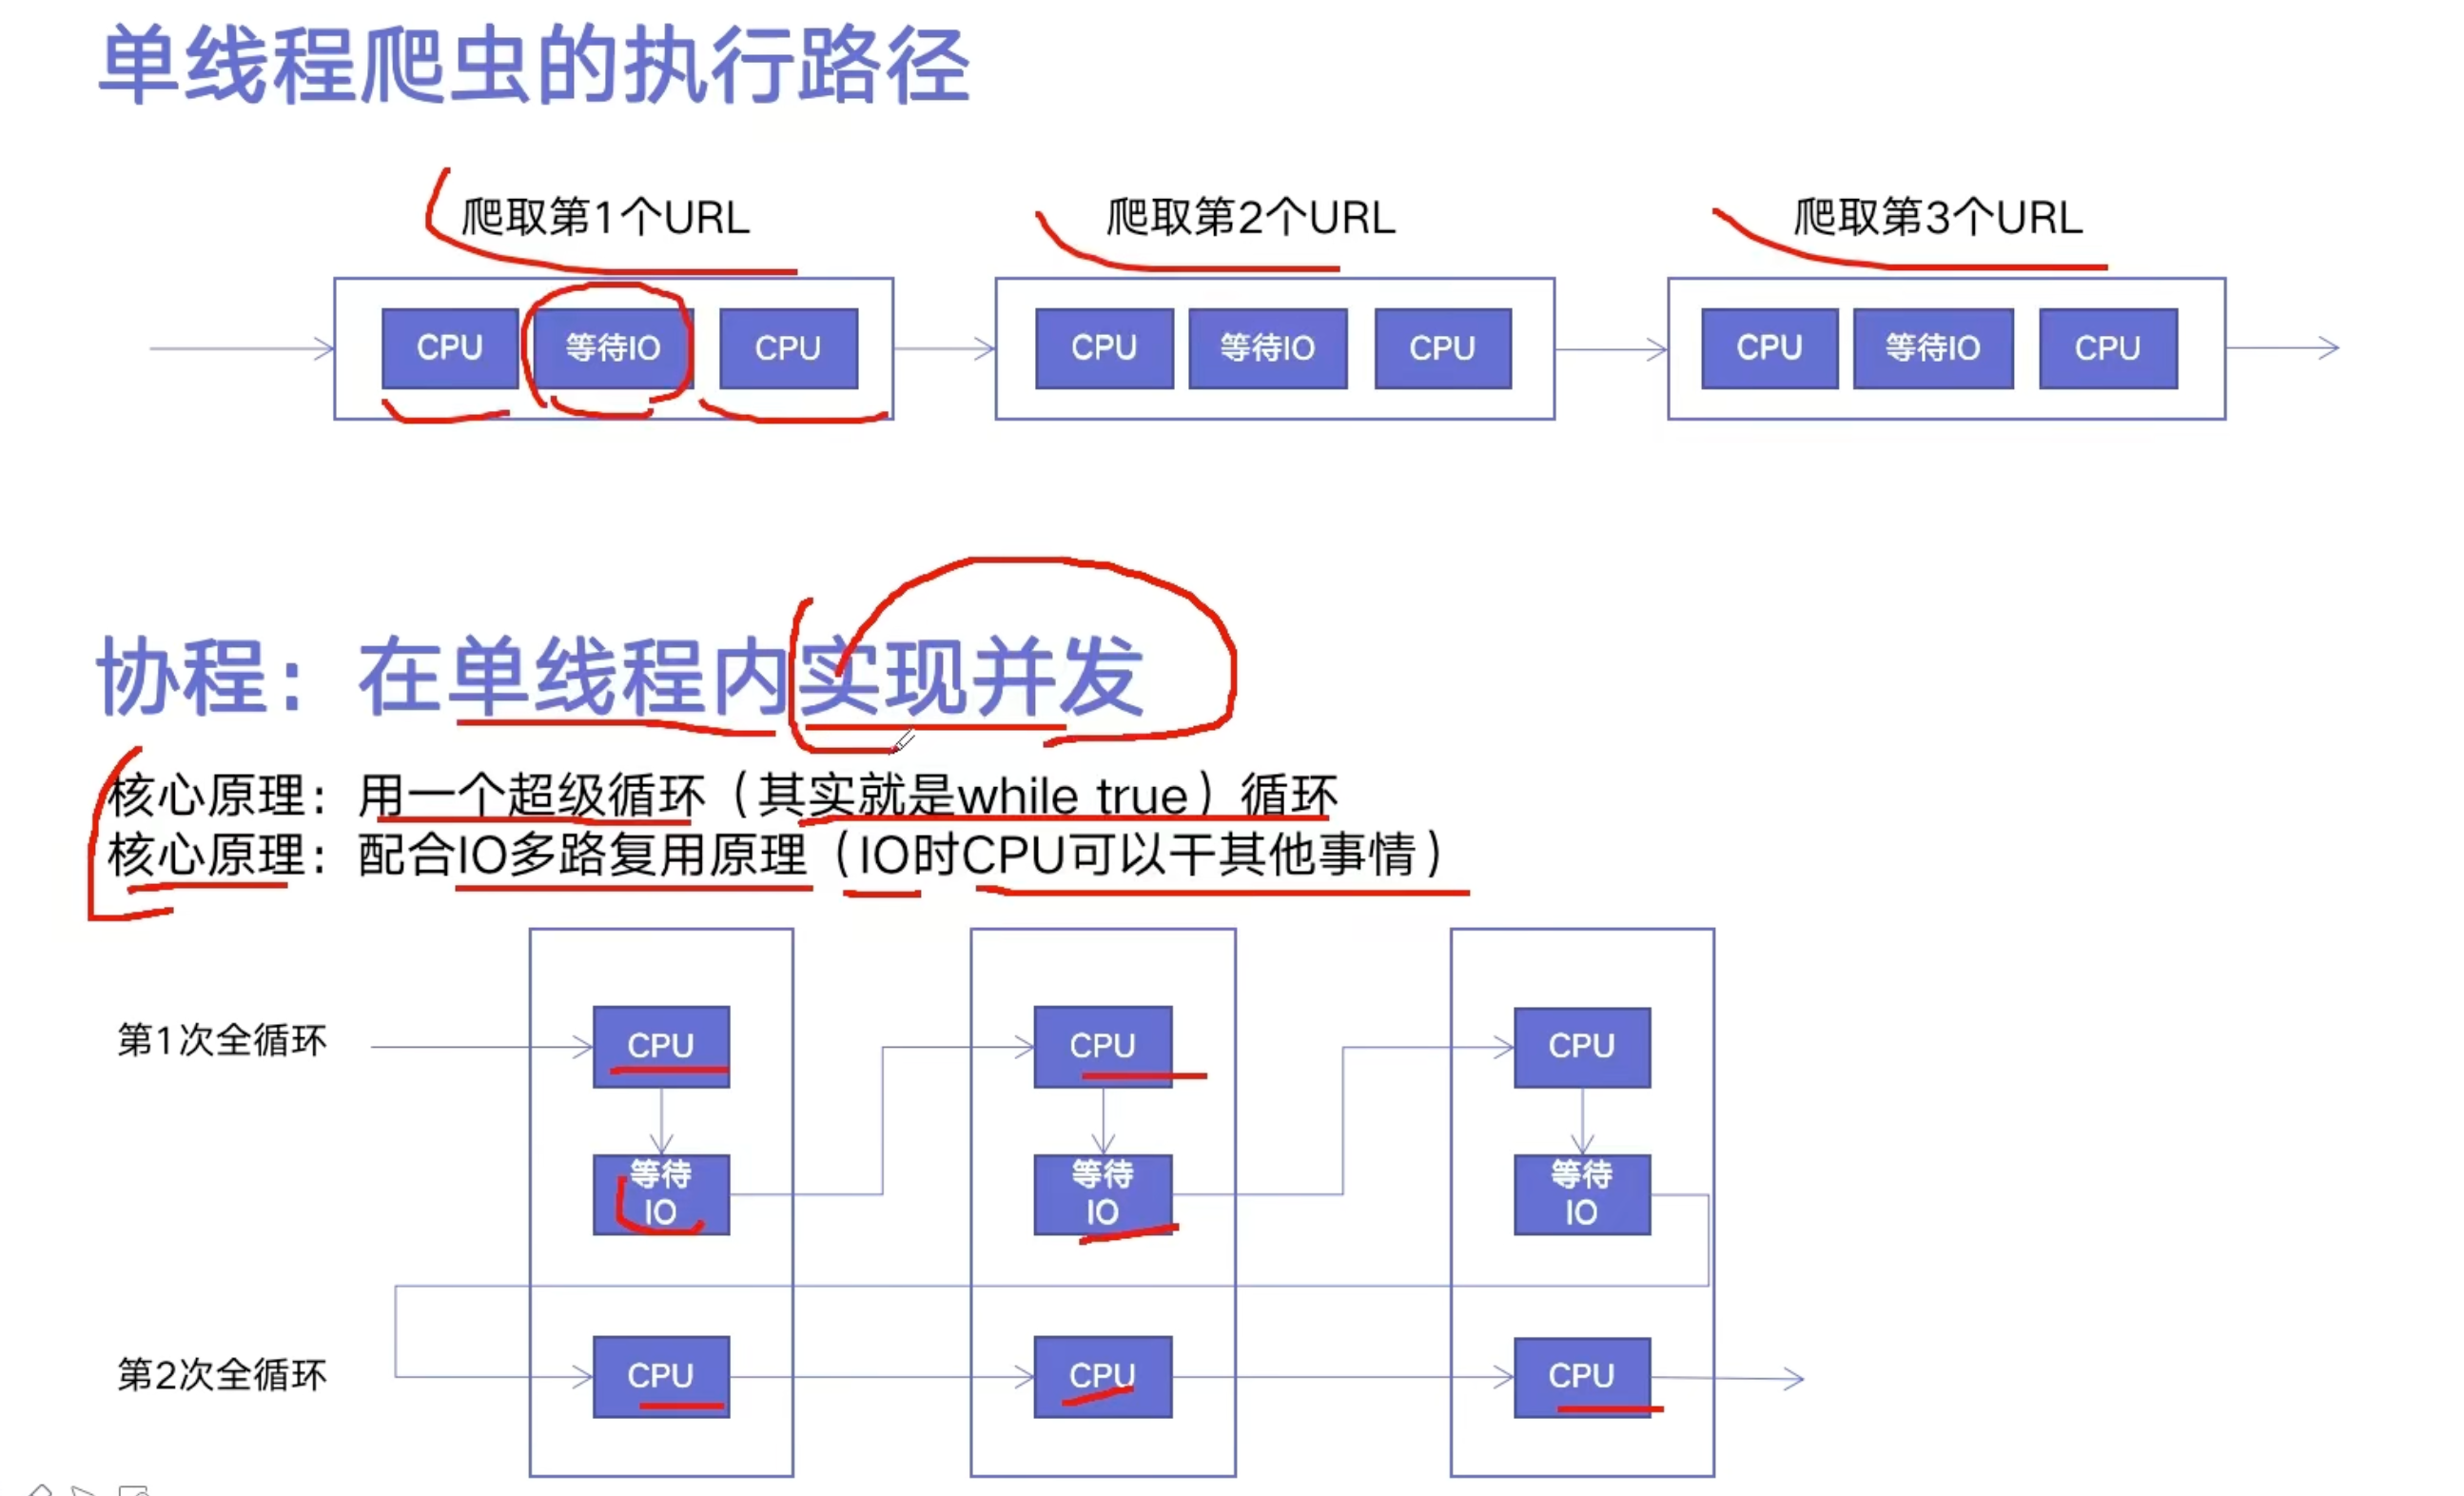 单线程爬虫的执行路径
爬取第1个URL
爬取第2个URL
爬取第3个URL
CPU
等待IO
CPU
CPU
等待IO
CPU
CPU
等待IO
CPU
协程：在单线程内实现并发
核心原理：用一个超级循环（其实就是while true）循环
核心原理：配合IO多路复用原理（IO时CPU可以干其他事情）
第1次全循环
CPU
CPU
CPU
等待
IO
等待
IO
等待
IO
第2次全循环
CPU
CPU
CPU